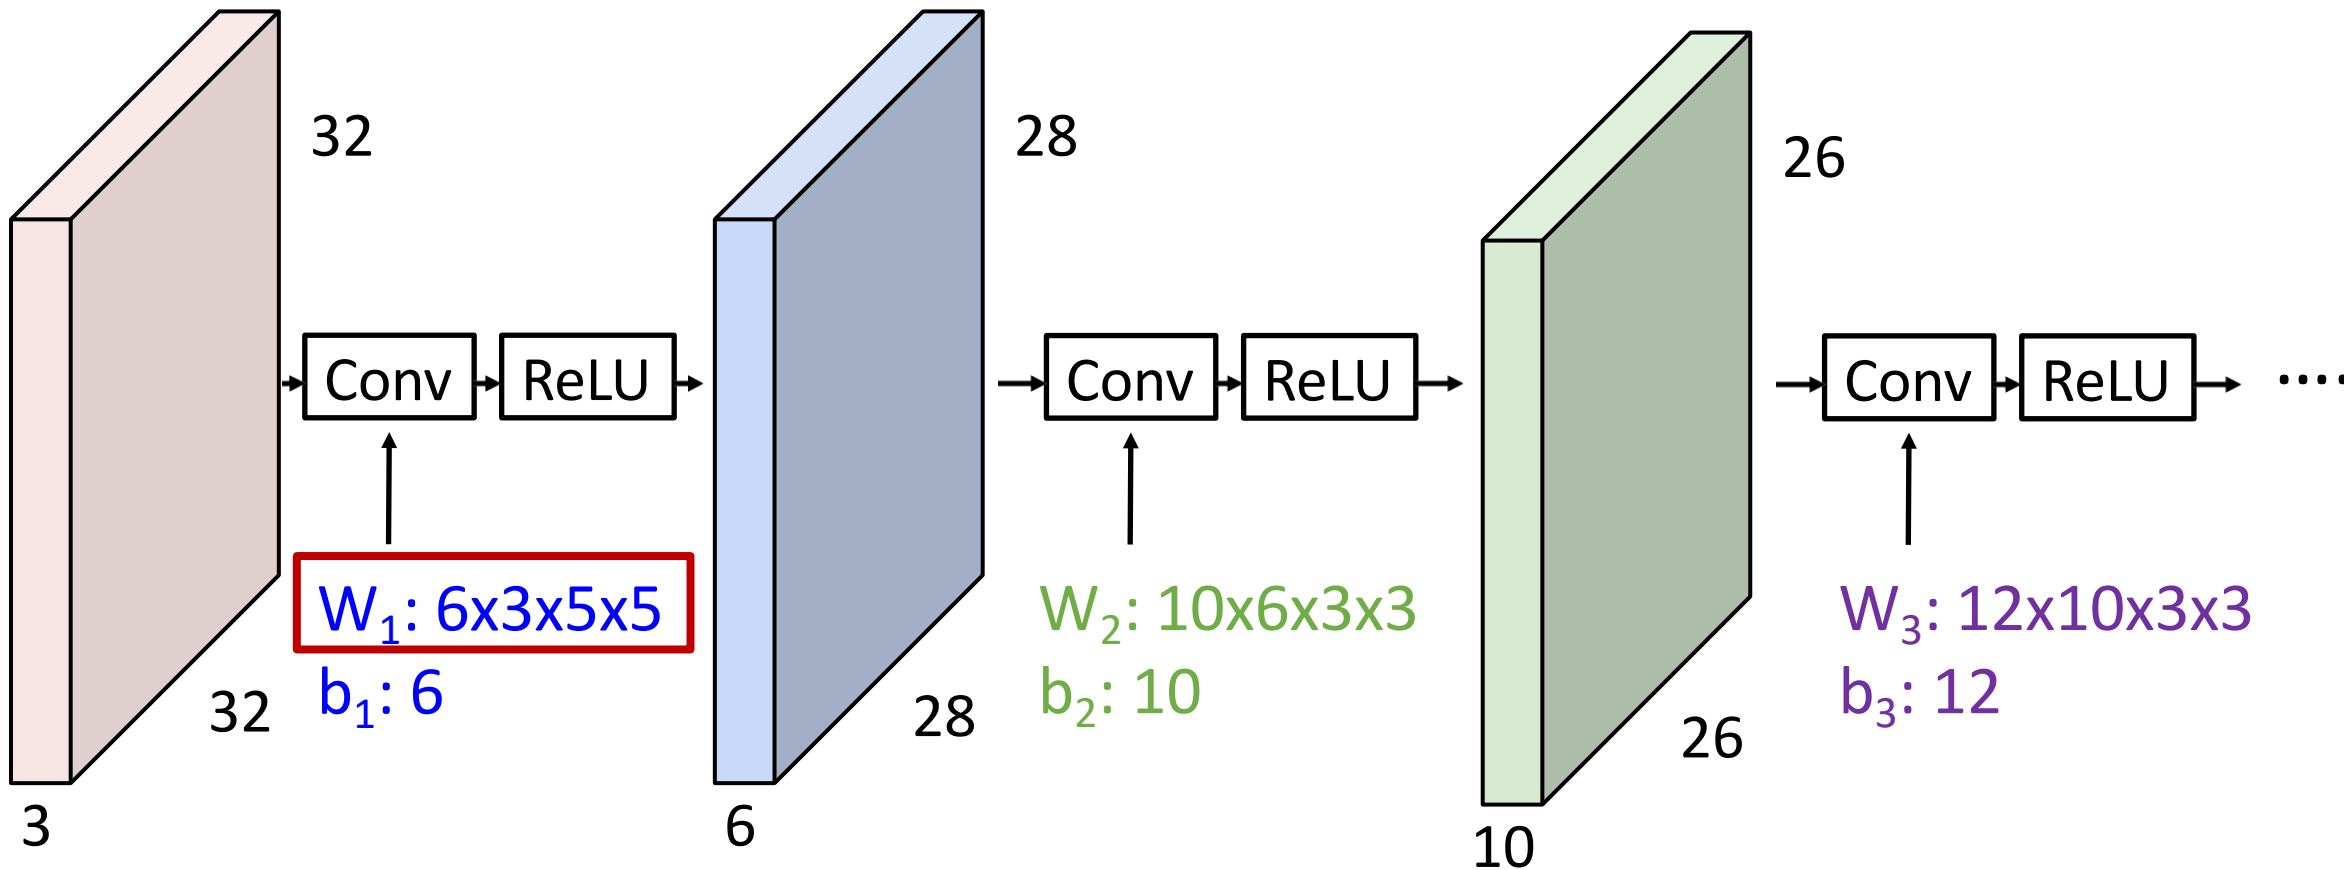 32
28
26
Conv
ReLU
Conv
ReLU
Conv
ReLU
....
W₁: 6x3x5x5
b₁: 6
W₂: 10x6x3x3
b₂: 10
W₃: 12x10x3x3
b₃: 12
32
28
26
3
6
10